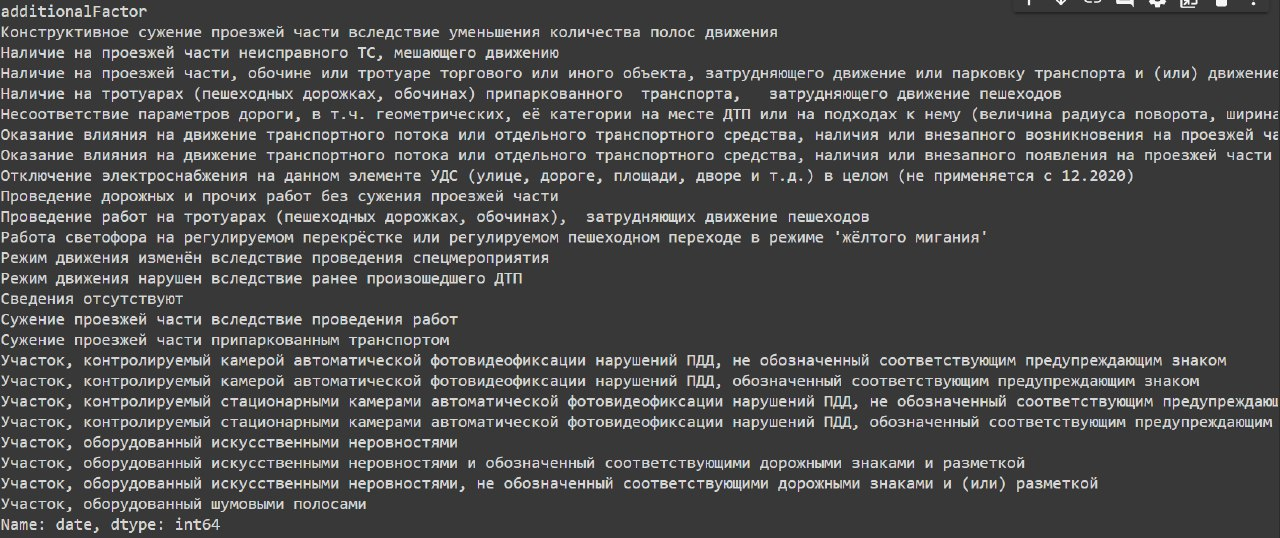 additionalFactor
Конструктивное сужение проезжей части вследствие уменьшения количества полос движения
Наличие на проезжей части неисправного ТС, мешающего движению
Наличие на проезжей части, обочине или тротуаре торгового или иного объекта, затрудняющего движение или парковку транспорта и (или) движение
Наличие на тротуарах (пешеходных дорожках, обочинах) припаркованного  транспорта,   затрудняющего движение пешеходов
Несоответствие параметров дороги, в т.ч. геометрических, её категории на месте ДТП или на подходах к нему (величина радиуса поворота, ширина
Оказание влияния на движение транспортного потока или отдельного транспортного средства, наличия или внезапного возникновения на проезжей ча
Оказание влияния на движение транспортного потока или отдельного транспортного средства, наличия или внезапного появления на проезжей части
Отключение электроснабжения на данном элементе УДС (улице, дороге, площади, дворе и т.д.) в целом (не применяется с 12.2020)
Проведение дорожных и прочих работ без сужения проезжей части
Проведение работ на тротуарах (пешеходных дорожках, обочинах),  затрудняющих движение пешеходов
Работа светофора на регулируемом перекрёстке или регулируемом пешеходном переходе в режиме 'жёлтого мигания'
Режим движения изменён вследствие проведения спецмероприятия
Режим движения нарушен вследствие ранее произошедшего ДТП
Сведения отсутствуют
Сужение проезжей части вследствие проведения работ
Сужение проезжей части припаркованным транспортом
Участок, контролируемый камерой автоматической фотовидеофиксации нарушений ПДД, не обозначенный соответствующим предупреждающим знаком
Участок, контролируемый камерой автоматической фотовидеофиксации нарушений ПДД, обозначенный соответствующим предупреждающим знаком
Участок, контролируемый стационарными камерами автоматической фотовидеофиксации нарушений ПДД, не обозначенный соответствующим предупреждающ
Участок, контролируемый стационарными камерами автоматической фотовидеофиксации нарушений ПДД, обозначенный соответствующим предупреждающим
Участок, оборудованный искусственными неровностями
Участок, оборудованный искусственными неровностями и обозначенный соответствующими дорожными знаками и разметкой
Участок, оборудованный искусственными неровностями, не обозначенный соответствующими дорожными знаками и (или) разметкой
Участок, оборудованный шумовыми полосами
Name: date, dtype: int64